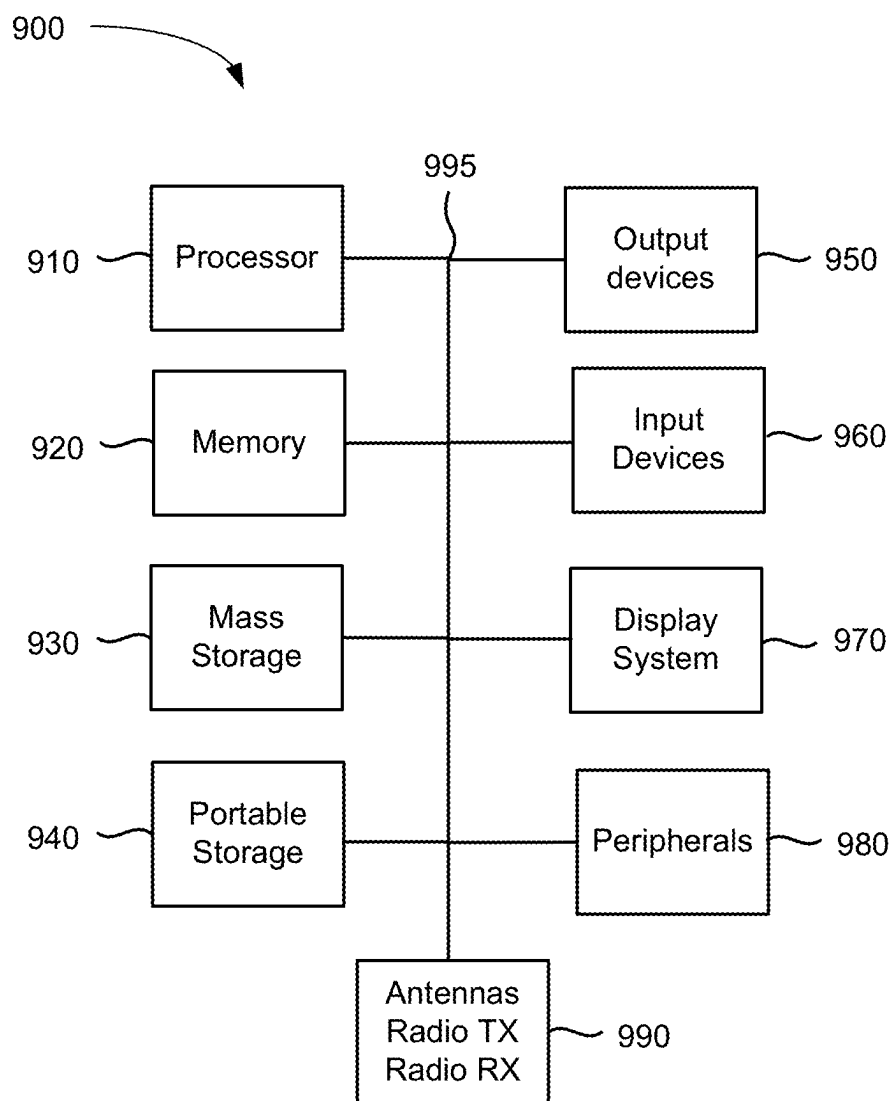 900
995
910
Processor
Output
devices
950
920
Memory
Input
Devices
960
930
Mass
Storage
Display
System
970
940
Portable
Storage
Peripherals
980
Antennas
Radio TX
Radio RX
990